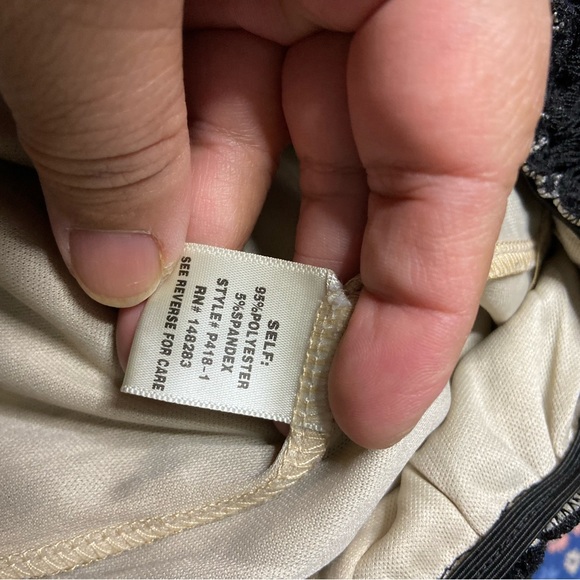 SELF:
95%POLYESTER
5%SPANDEX
STYLE# P418-1
RN# 148283
SEE REVERSE FOR CARE